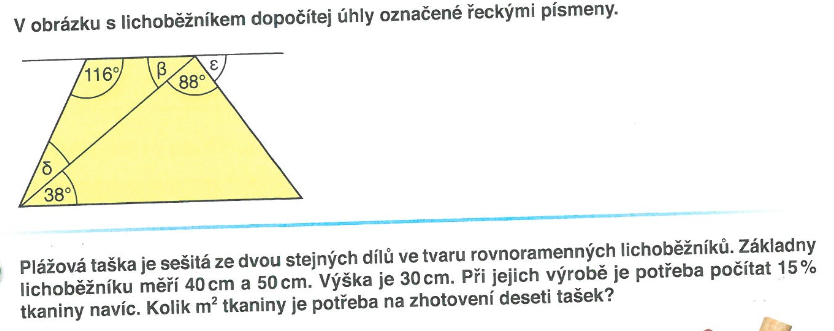 V obrázku s lichoběžníkem dopočítej úhly označené řeckými písmeny.
116° β 88° ε
δ
38°
Plážová taška je sešitá ze dvou stejných dílů ve tvaru rovnoramenných lichoběžníků. Základny
lichoběžníku měří 40 cm a 50 cm. Výška je 30 cm. Při jejich výrobě je potřeba počítat 15 %
tkaniny navíc. Kolik m² tkaniny je potřeba na zhotovení deseti tašek?